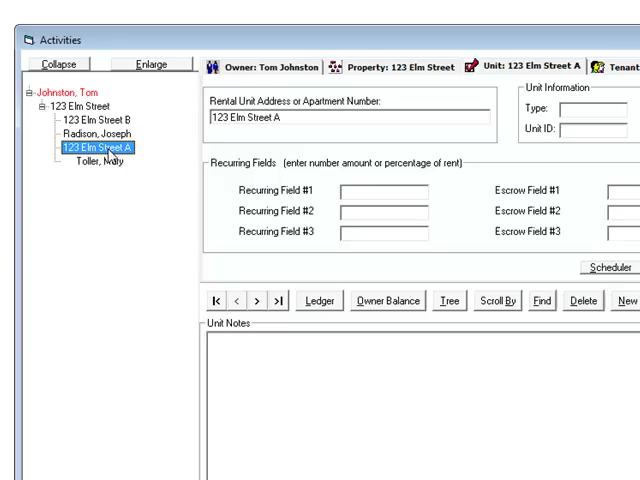 Activities
Collapse
Enlarge
Johnston, Tom
123 Elm Street
123 Elm Street B
Radison, Joseph
123 Elm Street A
Toller,
Owner: Tom Johnston
Property: 123 Elm Street
Unit: 123 Elm Street A
Tenant
Rental Unit Address or Apartment Number:
123 Elm Street A
Unit Information
Type:
Unit ID:
Recurring Fields (enter number amount or percentage of rent)
Recurring Field #1
Escrow Field #1
Recurring Field #2
Escrow Field #2
Recurring Field #3
Escrow Field #3
Scheduler
Ledger
Owner Balance
Tree
Scroll By
Find
Delete
New
Unit Notes